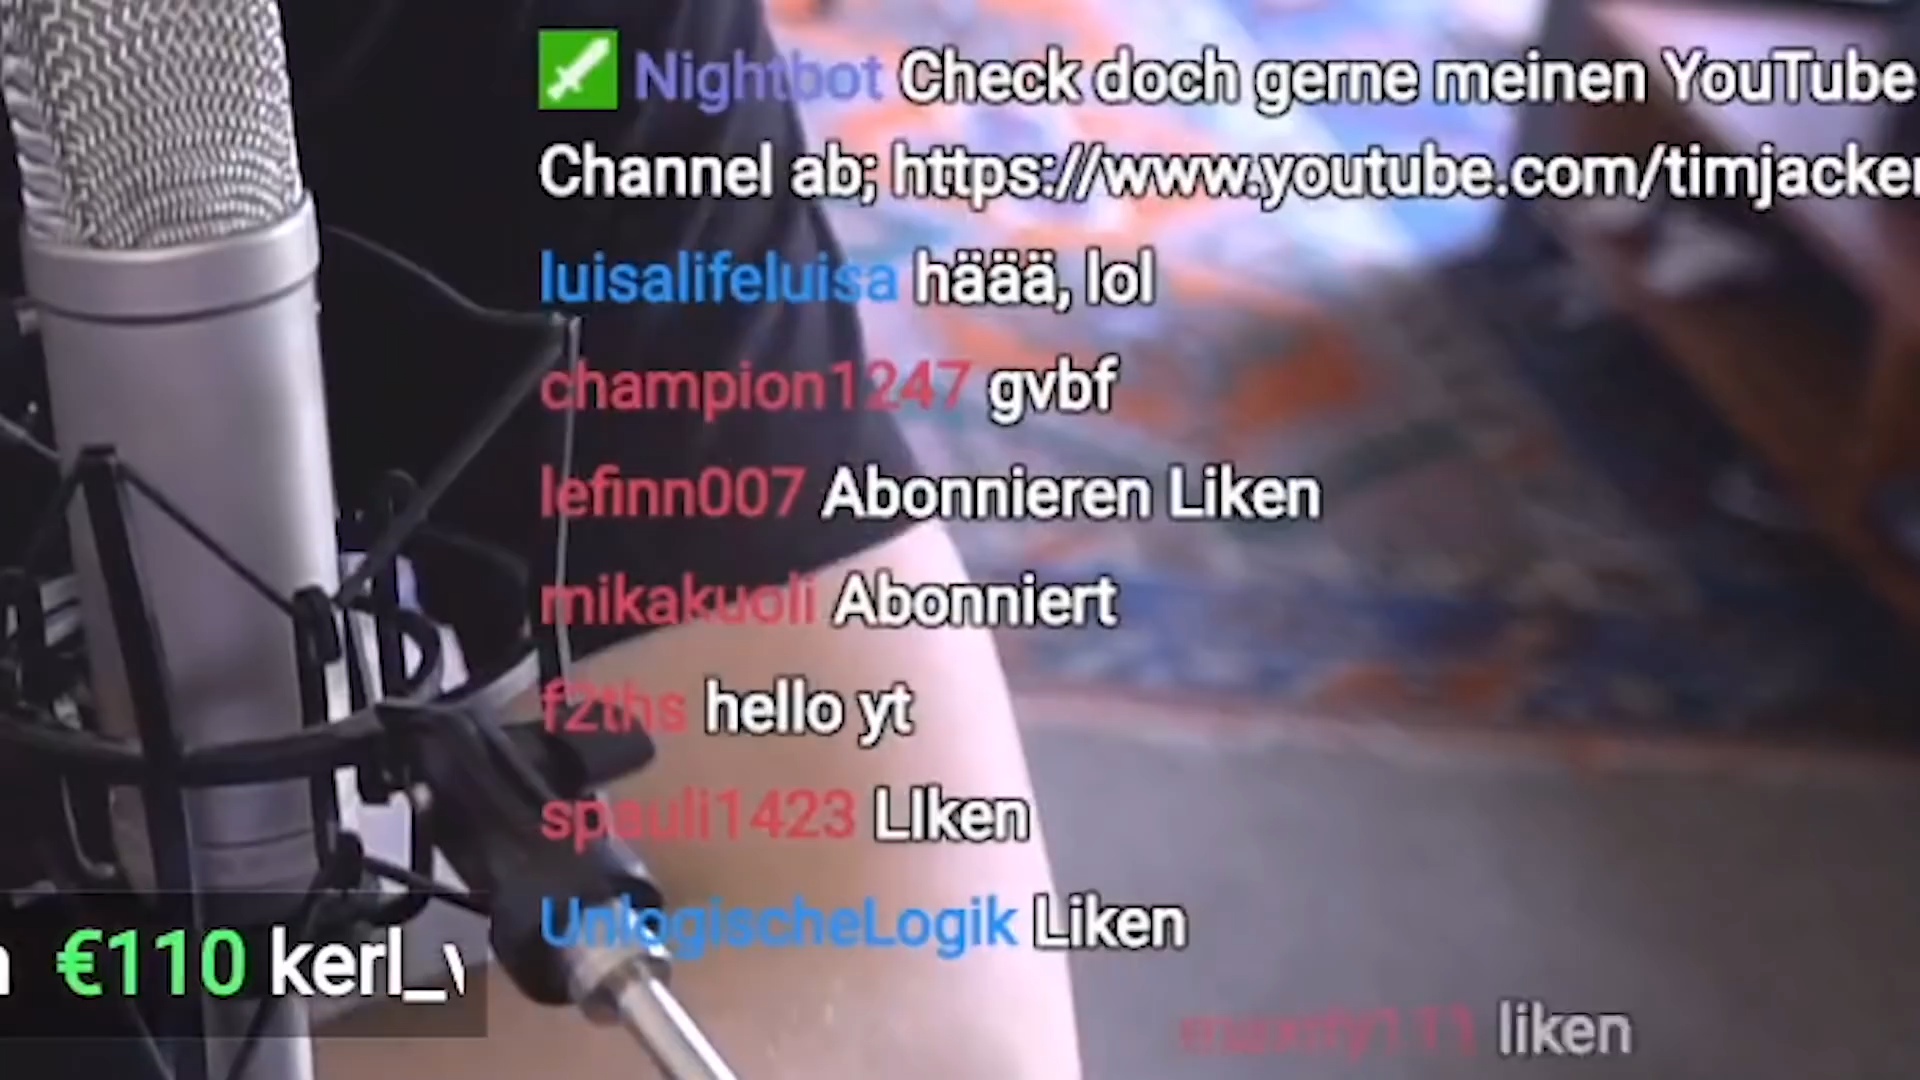 Nightbot Check doch gerne meinen YouTube
Channel ab; https://www.youtube.com/timjacken
luisalifeluisa häää, lol
champion1247 gvbf
lefinn007 Abonnieren Liken
mikakuoli Abonniert
f2ths hello yt
spauli1423 LIken
UnlogischeLogik Liken
€110 kerl_
liken